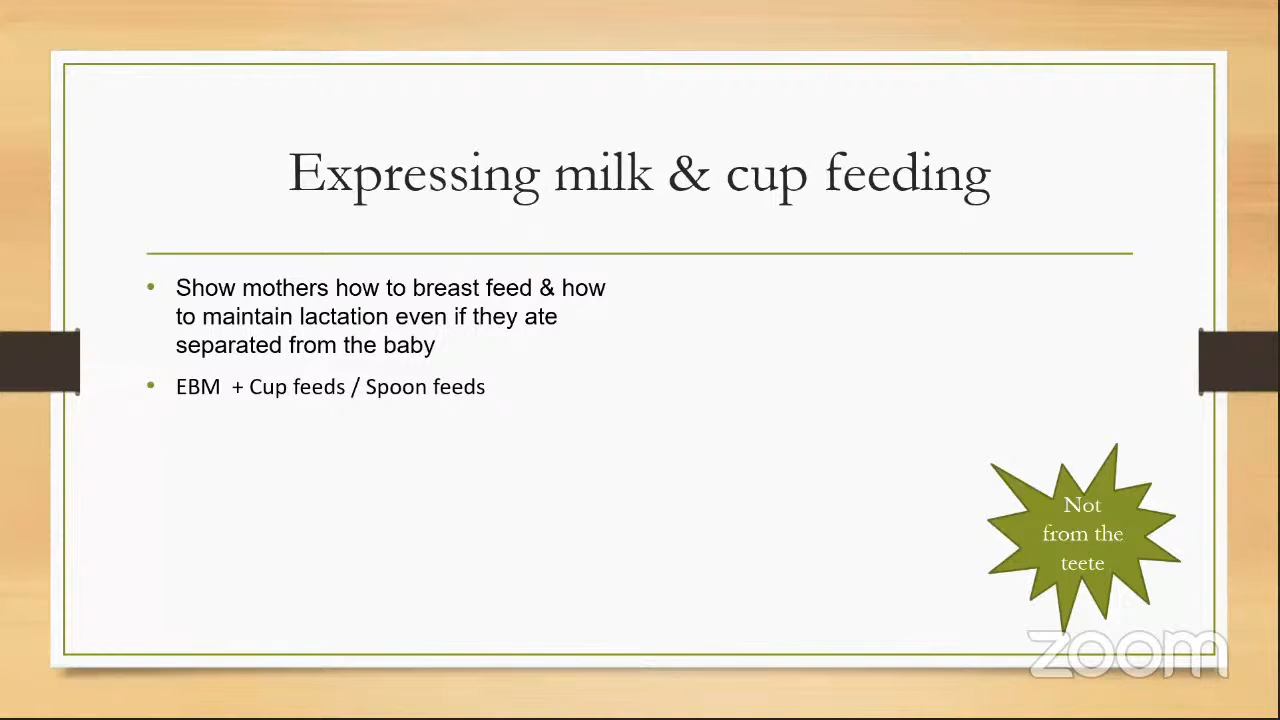 Expressing milk & cup feeding
• Show mothers how to breast feed & how
to maintain lactation even if they ate
separated from the baby
• EBM + Cup feeds / Spoon feeds
Not
from the
teete
zoom